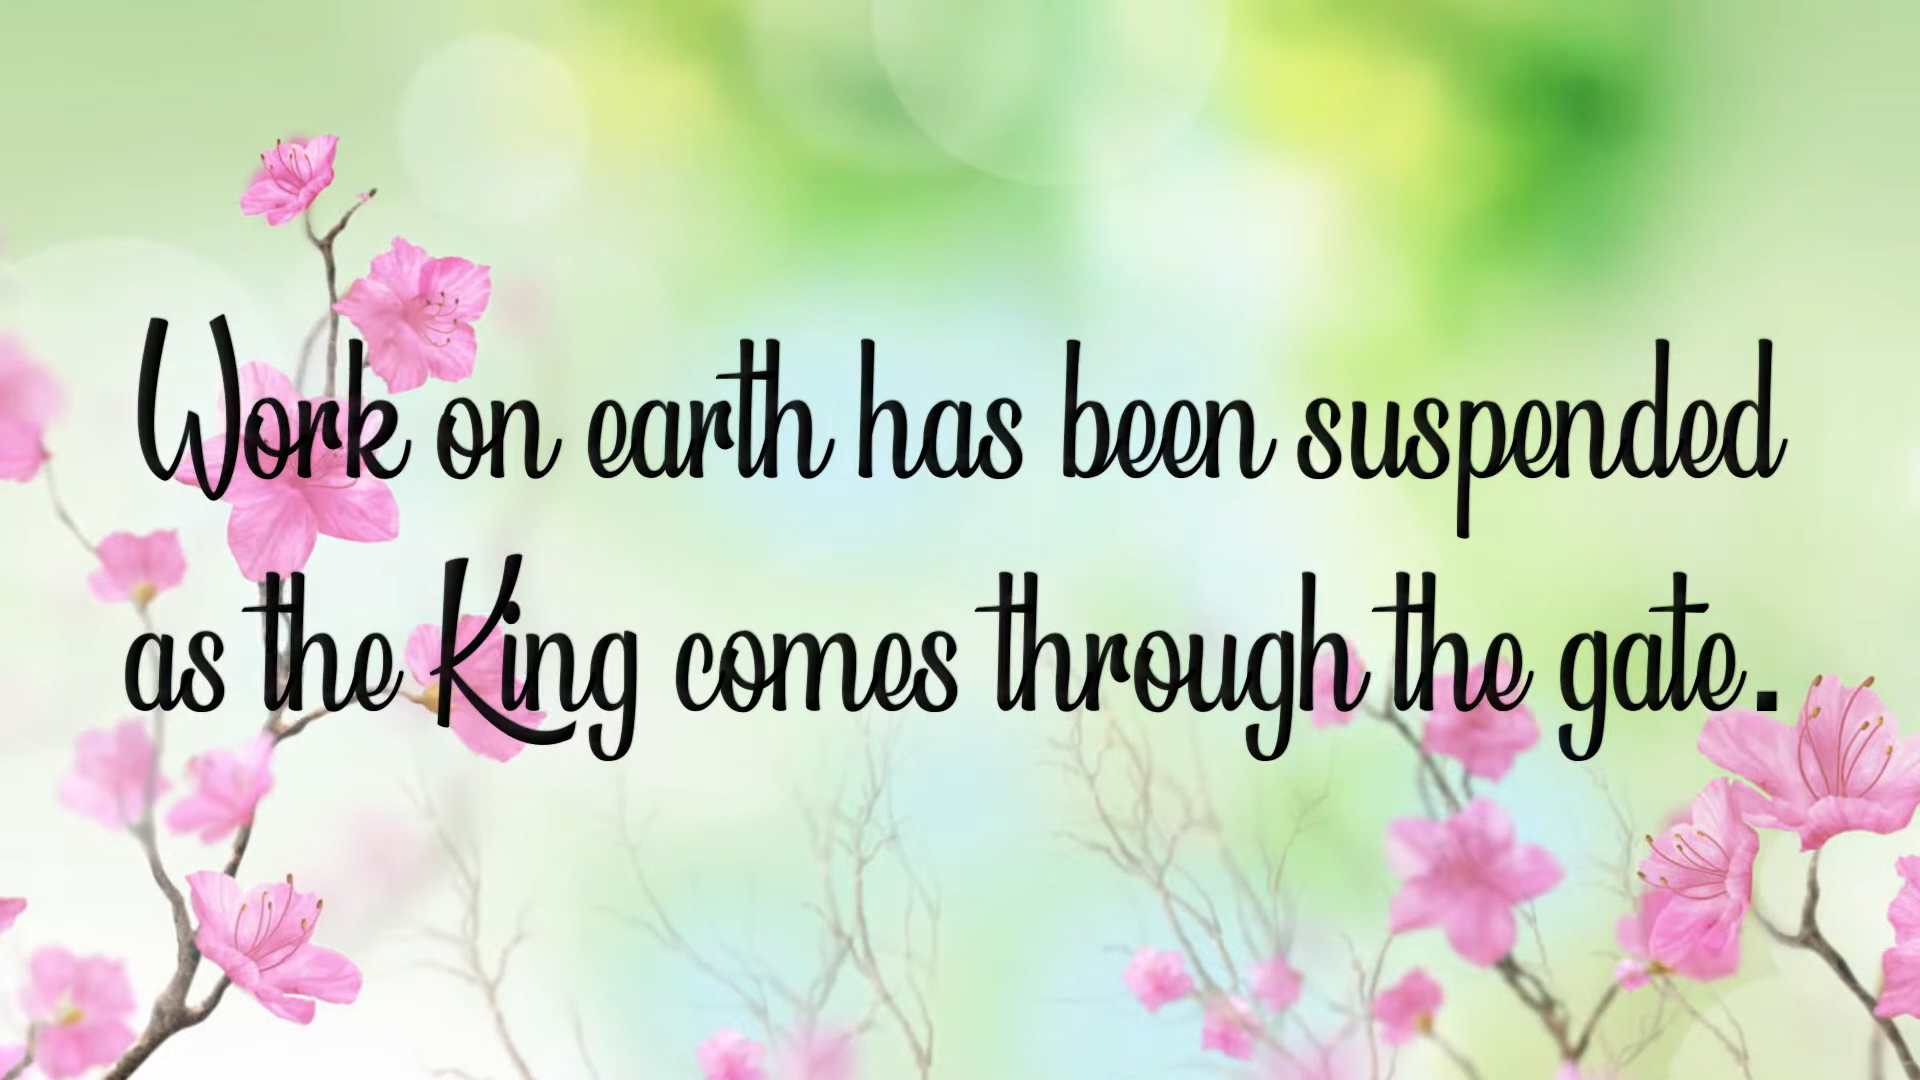 Work on earth has been suspended
as the King comes through the gate.